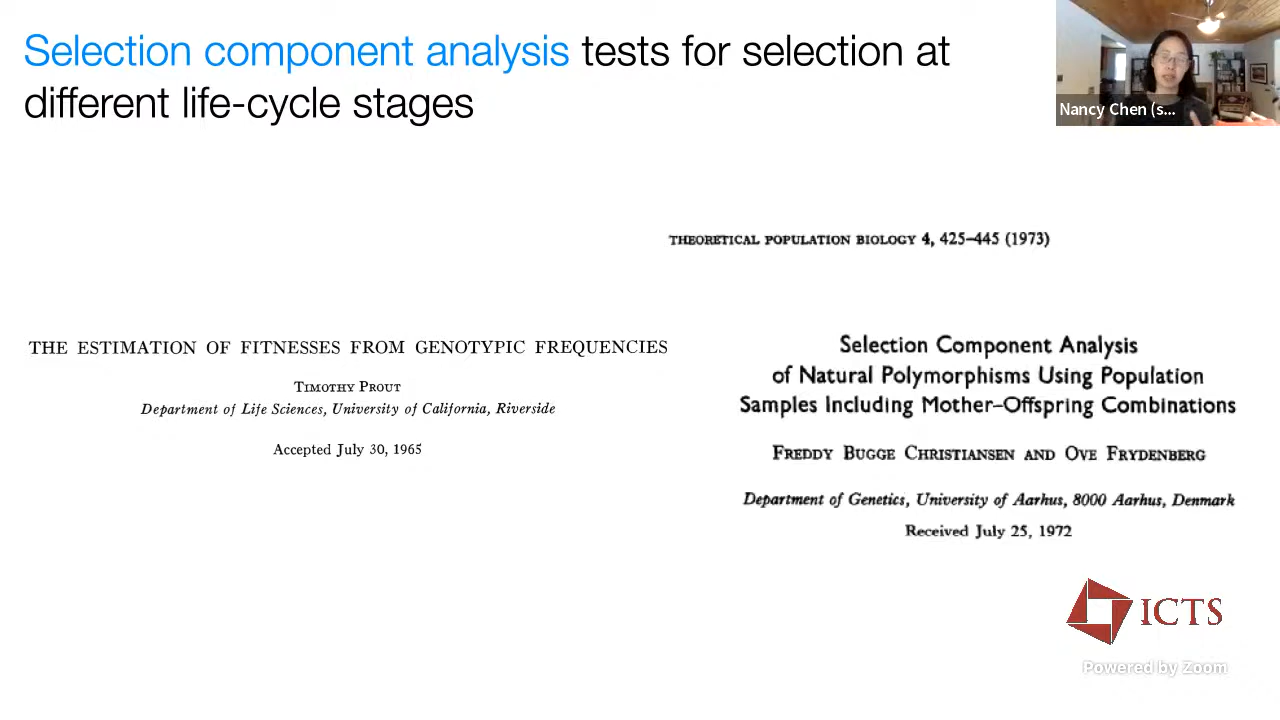 Selection component analysis tests for selection at
different life-cycle stages
Nancy Chen (s...
THEORETICAL POPULATION BIOLOGY 4, 425–445 (1973)
THE ESTIMATION OF FITNESSES FROM GENOTYPIC FREQUENCIES
TIMOTHY PROUT
Department of Life Sciences, University of California, Riverside
Accepted July 30, 1965
Selection Component Analysis
of Natural Polymorphisms Using Population
Samples Including Mother–Offspring Combinations
FREDDY BUGGE CHRISTIANSEN AND OVE FRYDENBERG
Department of Genetics, University of Aarhus, 8000 Aarhus, Denmark
Received July 25, 1972
ICTS
Powered by Zoom